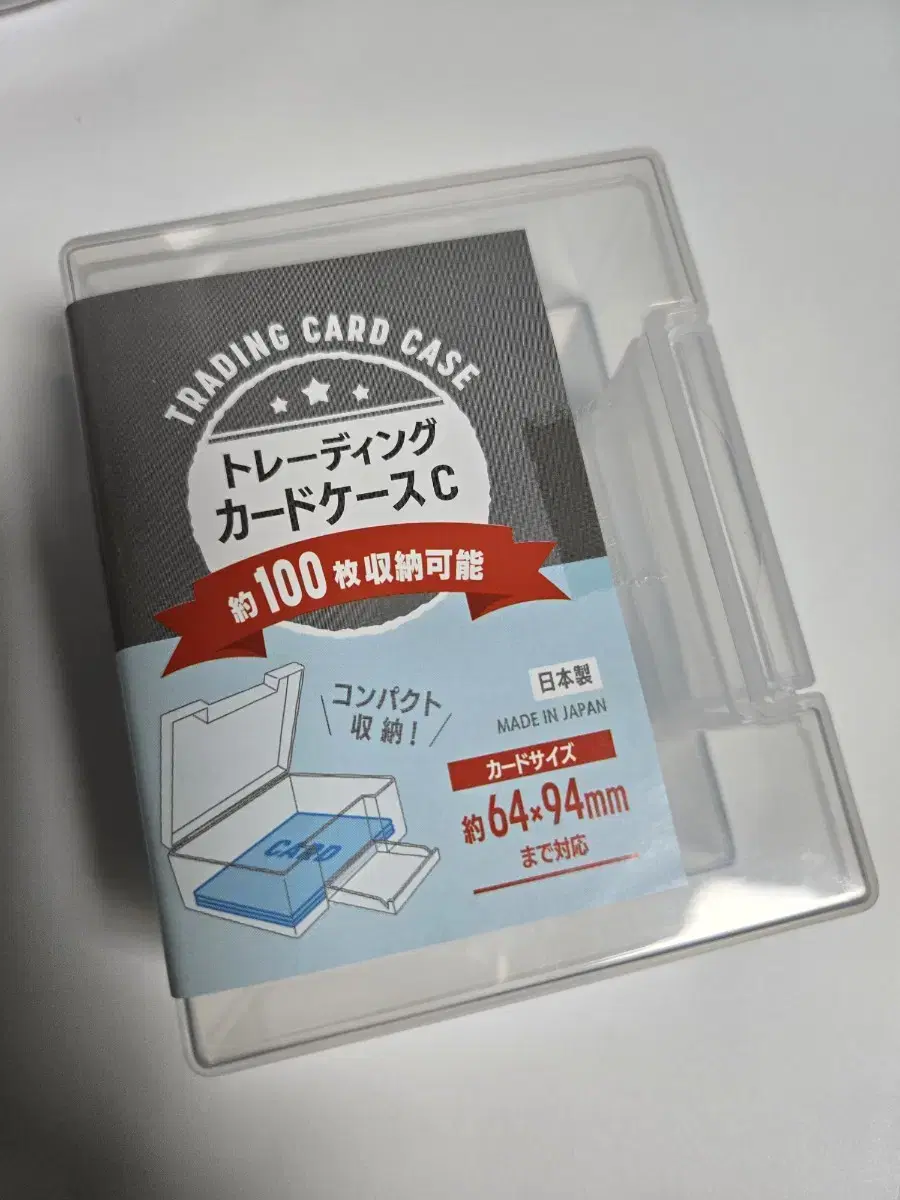 TRADING CARD CASE
トレーディング
カードケースC
約100枚収納可能
コンパクト
収納!
日本製
MADE IN JAPAN
カードサイズ
約64×94mm
まで対応
CARD